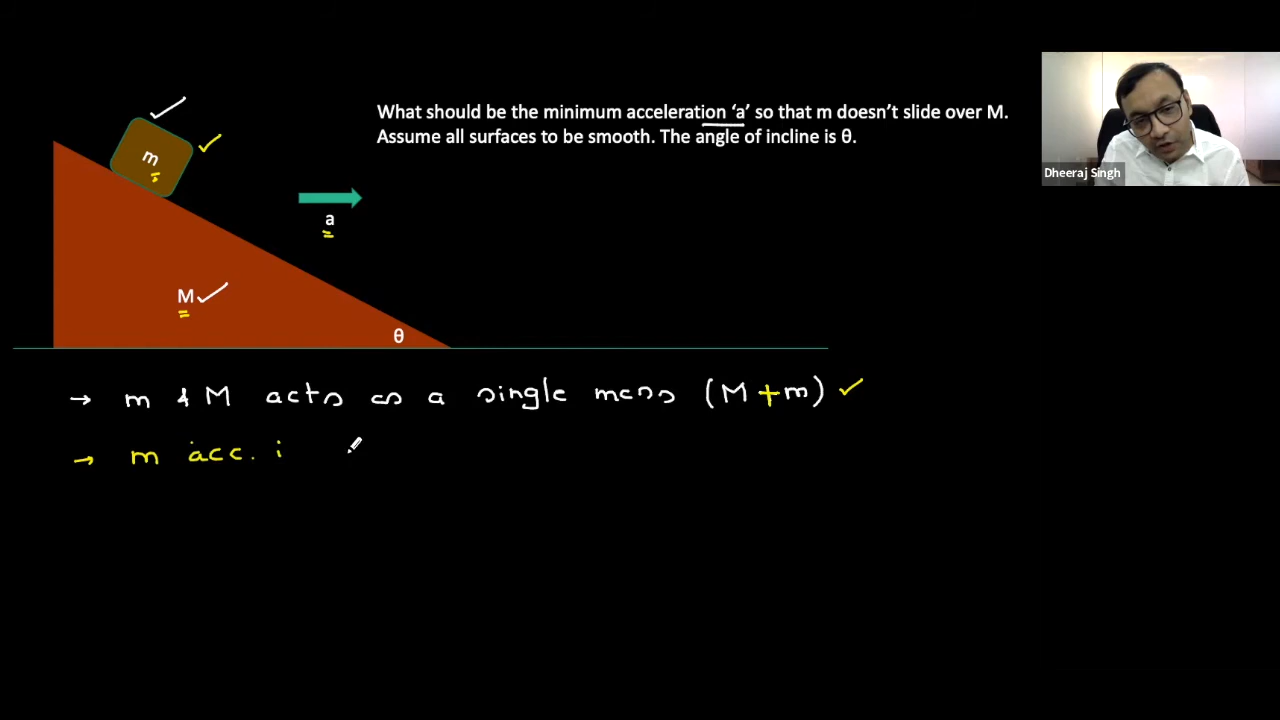 What should be the minimum acceleration ‘a’ so that m doesn’t slide over M.
Assume all surfaces to be smooth. The angle of incline is θ.
m
Dheeraj Singh
a
M
θ
→ m & M acts as a single mass (M+m)
→ m acc. i